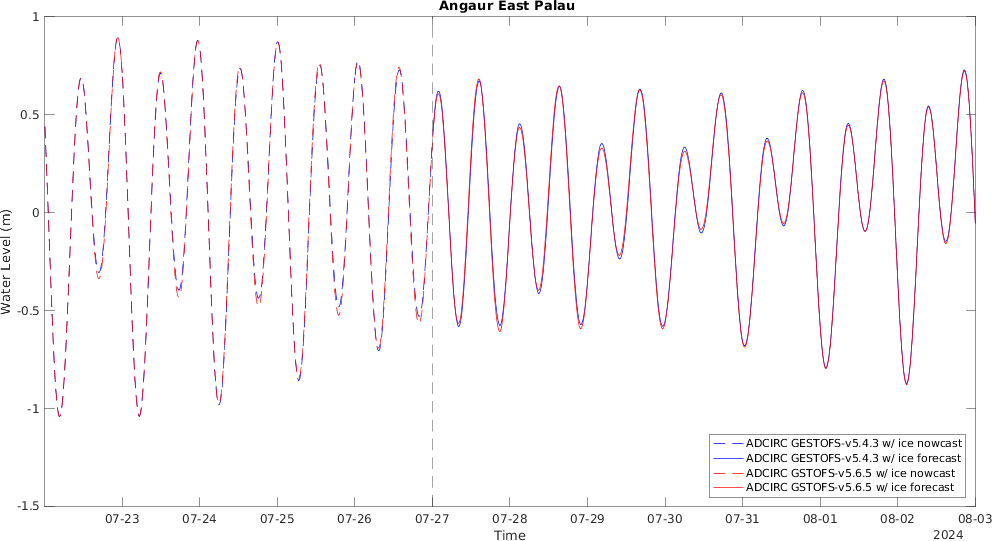 Angaur East Palau
1
0.5
0
-0.5
-1
-1.5
Water Level (m)
07-23 07-24 07-25 07-26 07-27 07-28 07-29 07-30 07-31 08-01 08-02 08-03
Time
2024
ADCIRC GESTOFS-v5.4.3 w/ ice nowcast
ADCIRC GESTOFS-v5.4.3 w/ ice forecast
ADCIRC GSTOFS-v5.6.5 w/ ice nowcast
ADCIRC GSTOFS-v5.6.5 w/ ice forecast